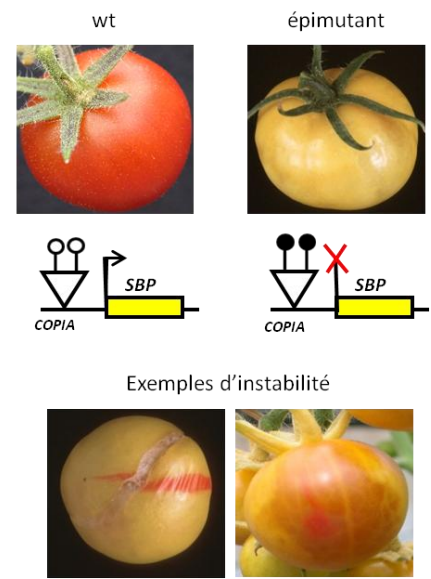 wt
épimutant
SBP
COPIA
SBP
COPIA
Exemples d'instabilité